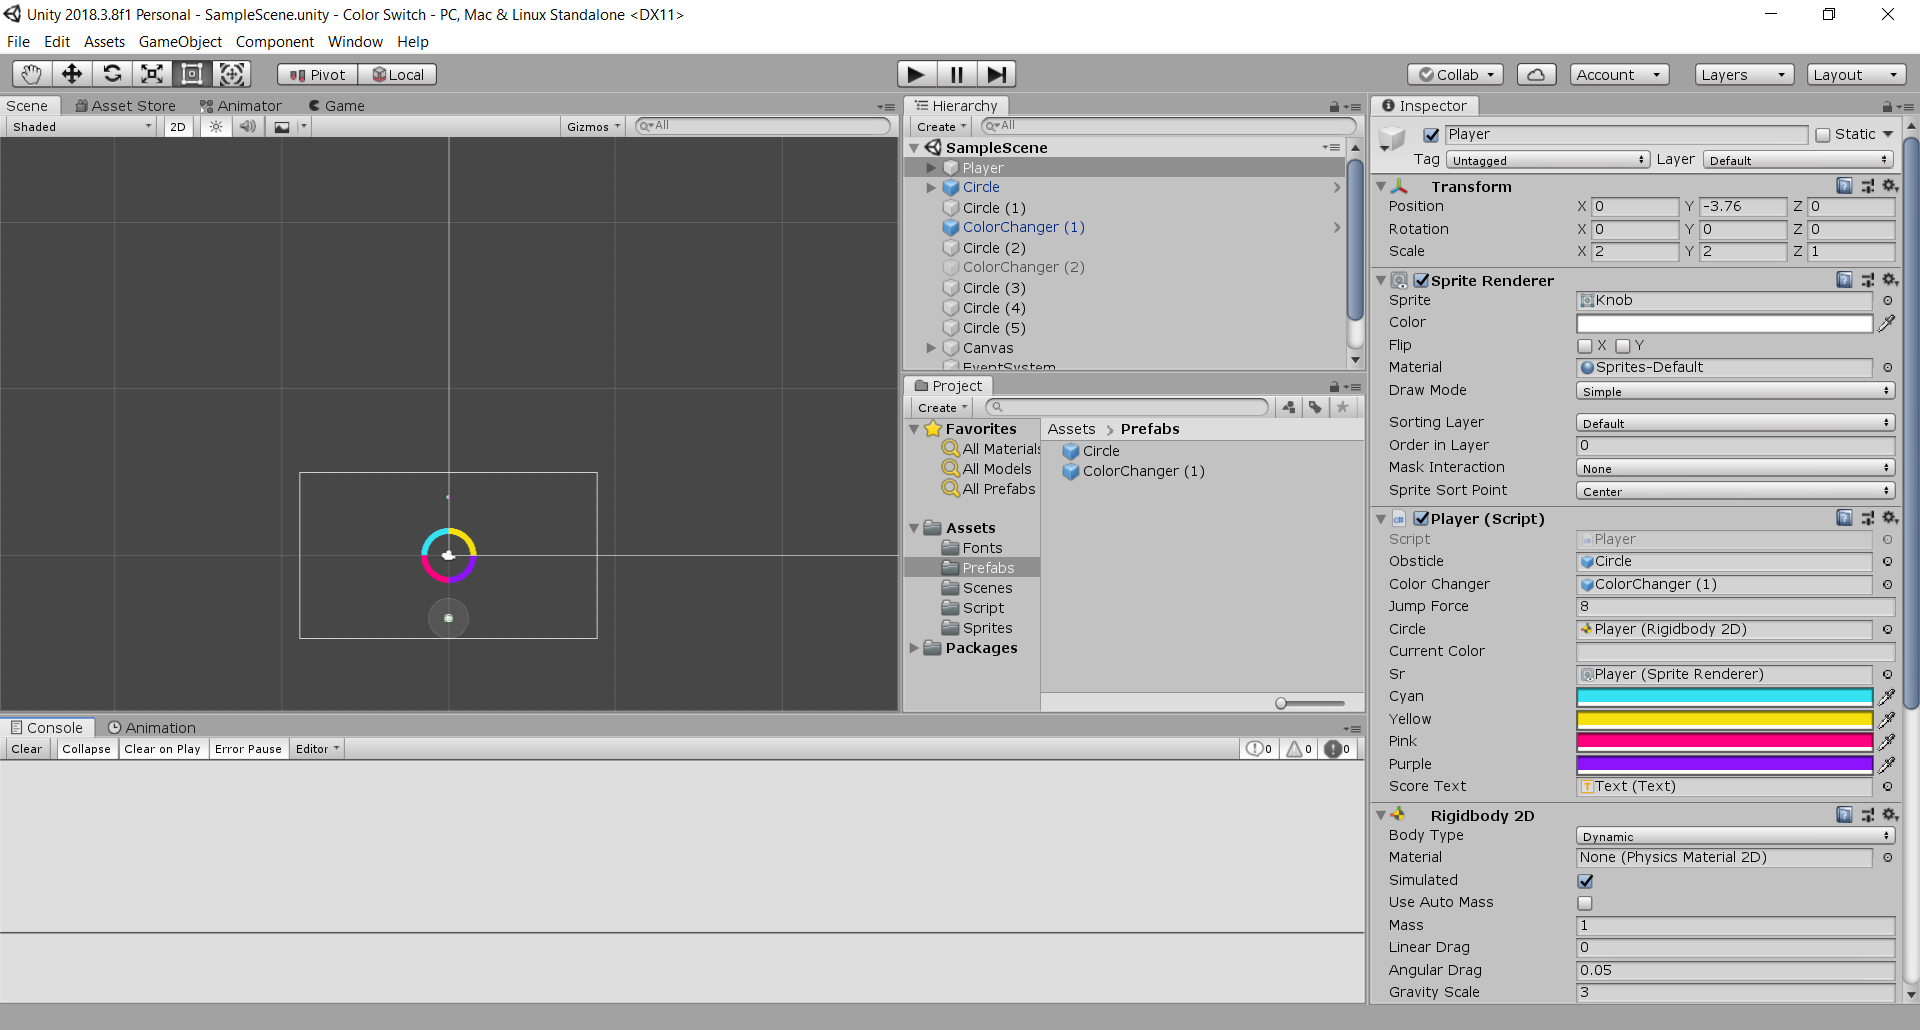 Unity 2018.3.8f1 Personal - SampleScene.unity - Color Switch - PC, Mac & Linux Standalone <DX11>
File Edit Assets GameObject Component Window Help
Pivot Local Collab Account Layers Layout
Scene Asset Store Animator Game
Shaded 2D Gizmos All
Hierarchy
Create All
SampleScene
Player
Circle
Circle (1)
ColorChanger (1)
Circle (2)
ColorChanger (2)
Circle (3)
Circle (4)
Circle (5)
Canvas
EventSystem
Project
Create
Favorites
All Materials
All Models
All Prefabs
Assets
Fonts
Prefabs
Scenes
Script
Sprites
Packages
Assets Prefabs
Circle
ColorChanger (1)
Console Animation
Clear Collapse Clear on Play Error Pause Editor 0 0 0
Inspector
Player Static
Tag Untagged Layer Default
Transform
Position X 0 Y -3.76 Z 0
Rotation X 0 Y 0 Z 0
Scale X 2 Y 2 Z 1
Sprite Renderer
Sprite Knob
Color
Flip X Y
Material Sprites-Default
Draw Mode Simple
Sorting Layer Default
Order in Layer 0
Mask Interaction None
Sprite Sort Point Center
Player (Script)
Script Player
Obsticle Circle
Color Changer ColorChanger (1)
Jump Force 8
Circle Player (Rigidbody 2D)
Current Color
Sr Player (Sprite Renderer)
Cyan
Yellow
Pink
Purple
Score Text Text (Text)
Rigidbody 2D
Body Type Dynamic
Material None (Physics Material 2D)
Simulated
Use Auto Mass
Mass 1
Linear Drag 0
Angular Drag 0.05
Gravity Scale 3